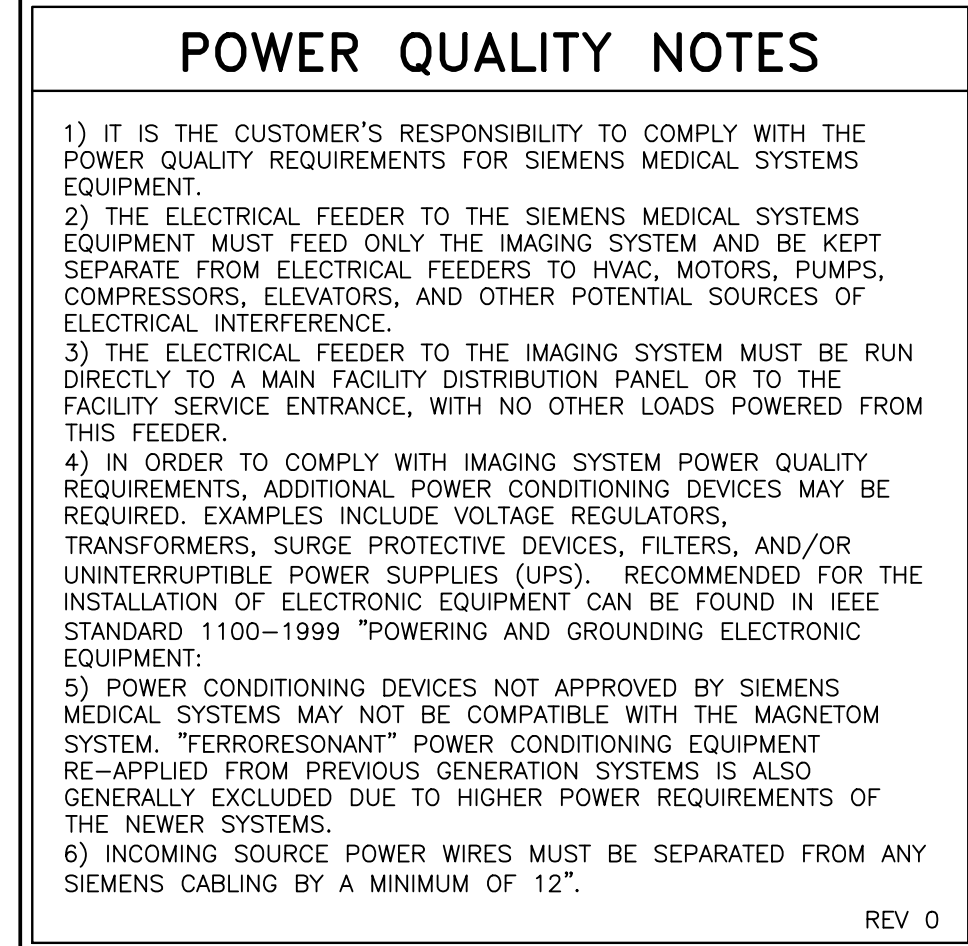 POWER QUALITY NOTES
1) IT IS THE CUSTOMER'S RESPONSIBILITY TO COMPLY WITH THE
POWER QUALITY REQUIREMENTS FOR SIEMENS MEDICAL SYSTEMS
EQUIPMENT.
2) THE ELECTRICAL FEEDER TO THE SIEMENS MEDICAL SYSTEMS
EQUIPMENT MUST FEED ONLY THE IMAGING SYSTEM AND BE KEPT
SEPARATE FROM ELECTRICAL FEEDERS TO HVAC, MOTORS, PUMPS,
COMPRESSORS, ELEVATORS, AND OTHER POTENTIAL SOURCES OF
ELECTRICAL INTERFERENCE.
3) THE ELECTRICAL FEEDER TO THE IMAGING SYSTEM MUST BE RUN
DIRECTLY TO A MAIN FACILITY DISTRIBUTION PANEL OR TO THE
FACILITY SERVICE ENTRANCE, WITH NO OTHER LOADS POWERED FROM
THIS FEEDER.
4) IN ORDER TO COMPLY WITH IMAGING SYSTEM POWER QUALITY
REQUIREMENTS, ADDITIONAL POWER CONDITIONING DEVICES MAY BE
REQUIRED. EXAMPLES INCLUDE VOLTAGE REGULATORS,
TRANSFORMERS, SURGE PROTECTIVE DEVICES, FILTERS, AND/OR
UNINTERRUPTIBLE POWER SUPPLIES (UPS). RECOMMENDED FOR THE
INSTALLATION OF ELECTRONIC EQUIPMENT CAN BE FOUND IN IEEE
STANDARD 1100-1999 "POWERING AND GROUNDING ELECTRONIC
EQUIPMENT:
5) POWER CONDITIONING DEVICES NOT APPROVED BY SIEMENS
MEDICAL SYSTEMS MAY NOT BE COMPATIBLE WITH THE MAGNETOM
SYSTEM. "FERRORESONANT" POWER CONDITIONING EQUIPMENT
RE-APPLIED FROM PREVIOUS GENERATION SYSTEMS IS ALSO
GENERALLY EXCLUDED DUE TO HIGHER POWER REQUIREMENTS OF
THE NEWER SYSTEMS.
6) INCOMING SOURCE POWER WIRES MUST BE SEPARATED FROM ANY
SIEMENS CABLING BY A MINIMUM OF 12".
REV 0